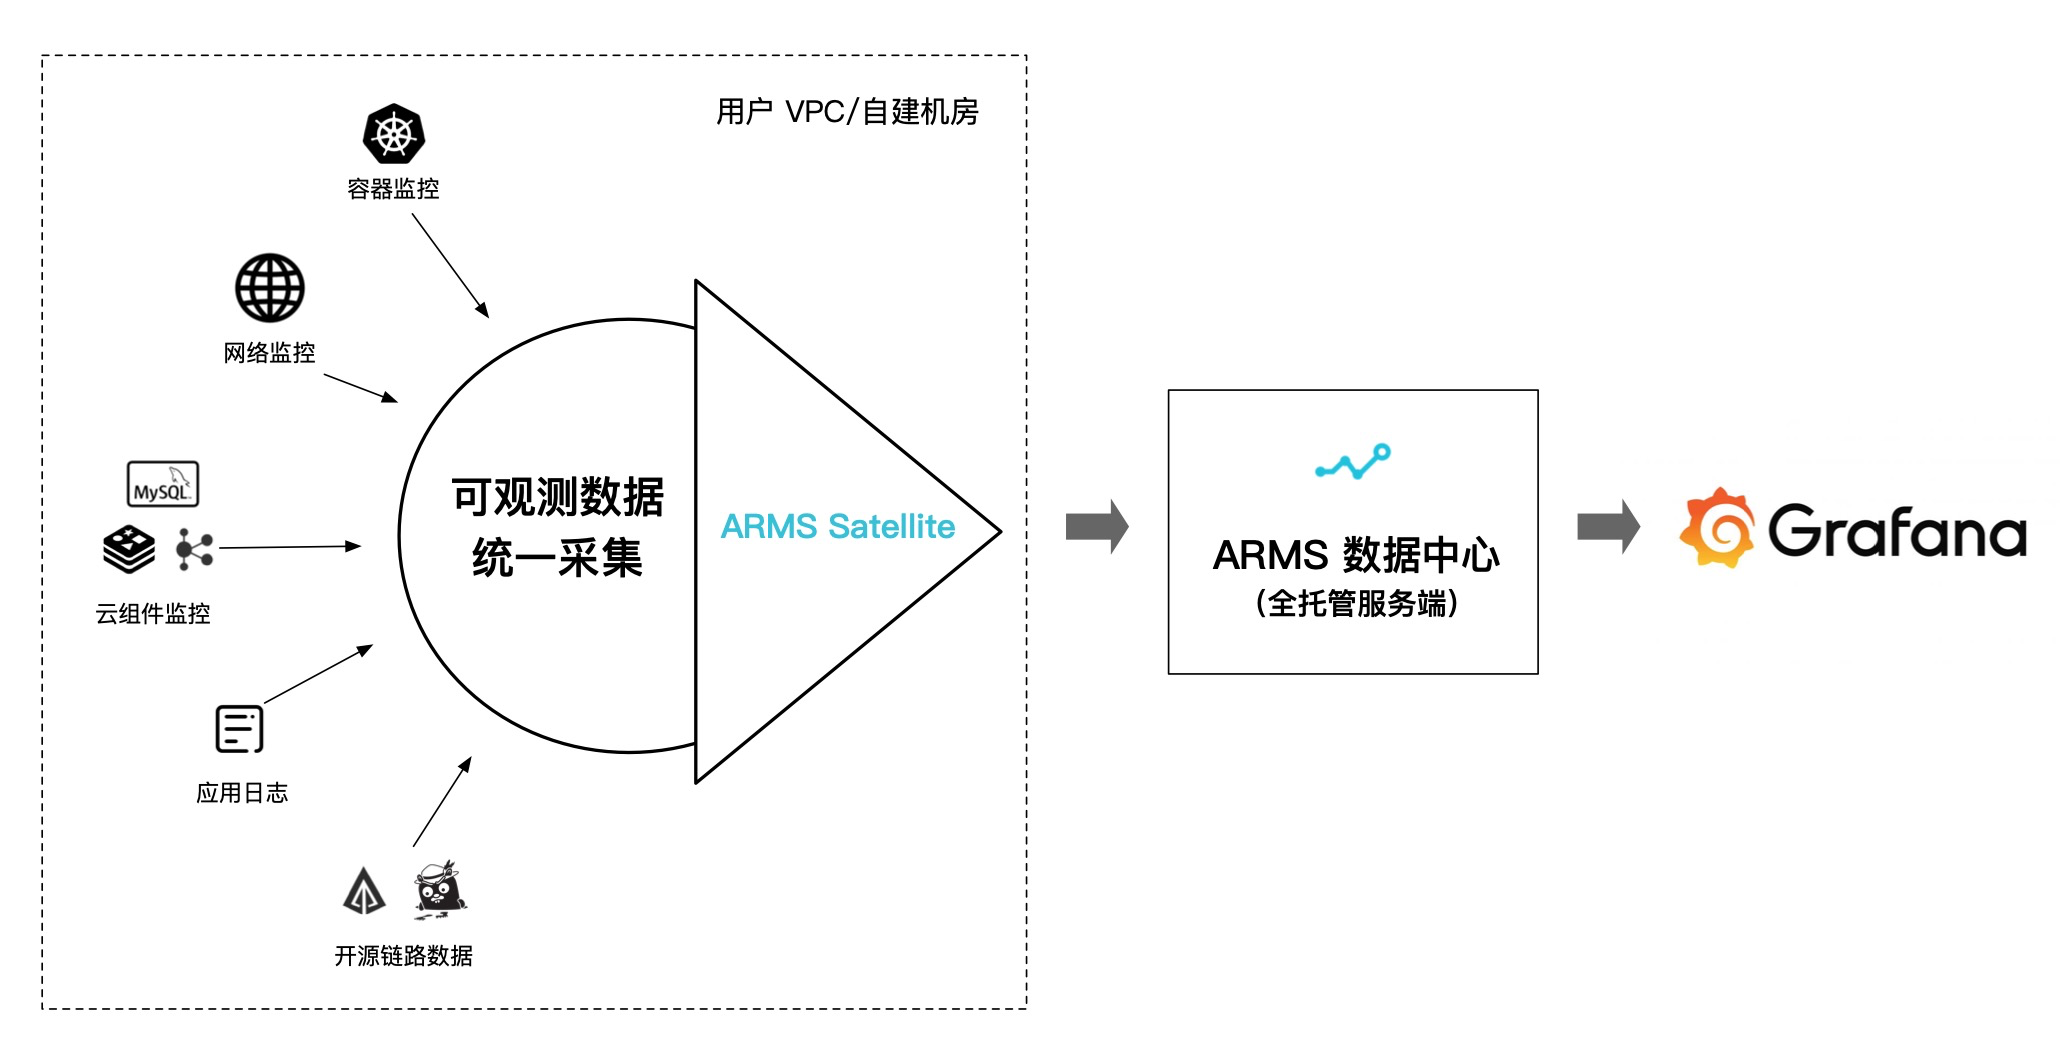 用户 VPC/自建机房
容器监控
网络监控
MySQL
云组件监控
应用日志
开源链路数据
可观测数据
统一采集
ARMS Satellite
ARMS 数据中心
(全托管服务端)
Grafana